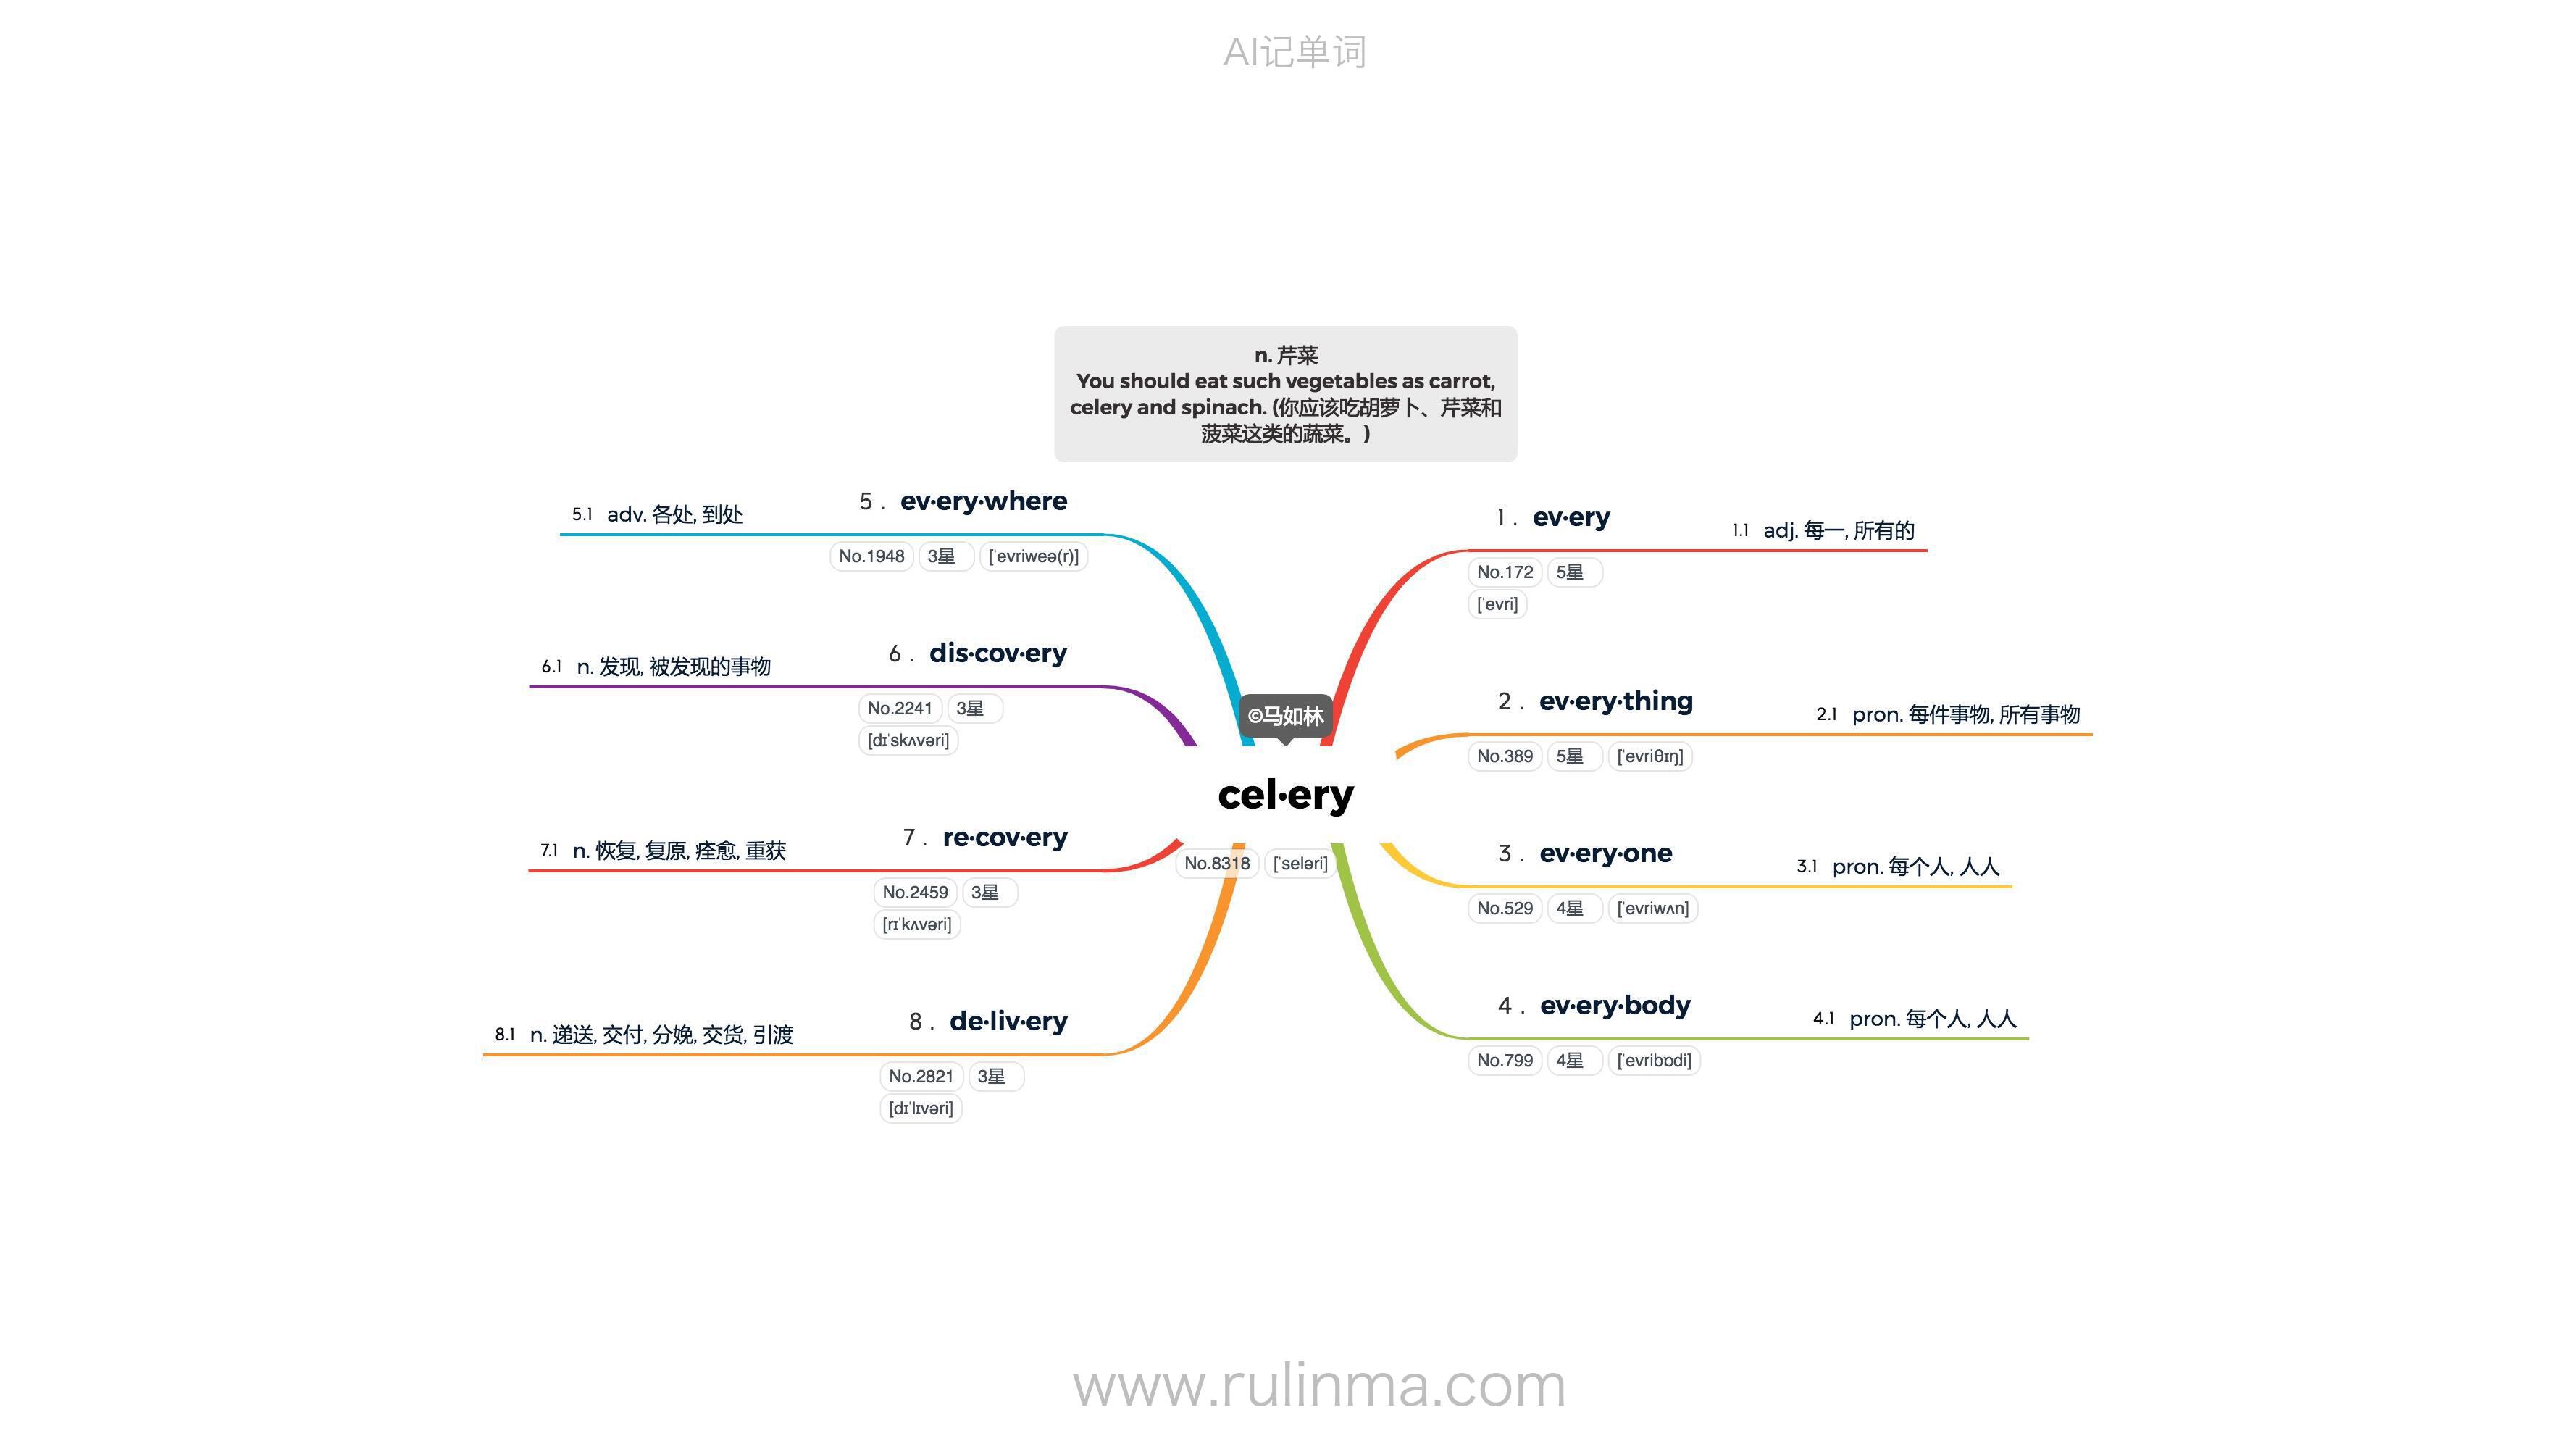 AI记单词
n. 芹菜
You should eat such vegetables as carrot,
celery and spinach. (你应该吃胡萝卜、芹菜和
菠菜这类的蔬菜。)
©马如林
cel·ery
No.8318 [ˈseləri]
1 . ev·ery
1.1 adj. 每一, 所有的
No.172 5星
[ˈevri]
2 . ev·ery·thing
2.1 pron. 每件事物, 所有事物
No.389 5星 [ˈevriθɪŋ]
3 . ev·ery·one
3.1 pron. 每个人, 人人
No.529 4星 [ˈevriwʌn]
4 . ev·ery·body
4.1 pron. 每个人, 人人
No.799 4星 [ˈevribɒdi]
5 . ev·ery·where
5.1 adv. 各处, 到处
No.1948 3星 [ˈevriweə(r)]
6 . dis·cov·ery
6.1 n. 发现, 被发现的事物
No.2241 3星
[dɪˈskʌvəri]
7 . re·cov·ery
7.1 n. 恢复, 复原, 痊愈, 重获
No.2459 3星
[rɪˈkʌvəri]
8 . de·liv·ery
8.1 n. 递送, 交付, 分娩, 交货, 引渡
No.2821 3星
[dɪˈlɪvəri]
www.rulinma.com